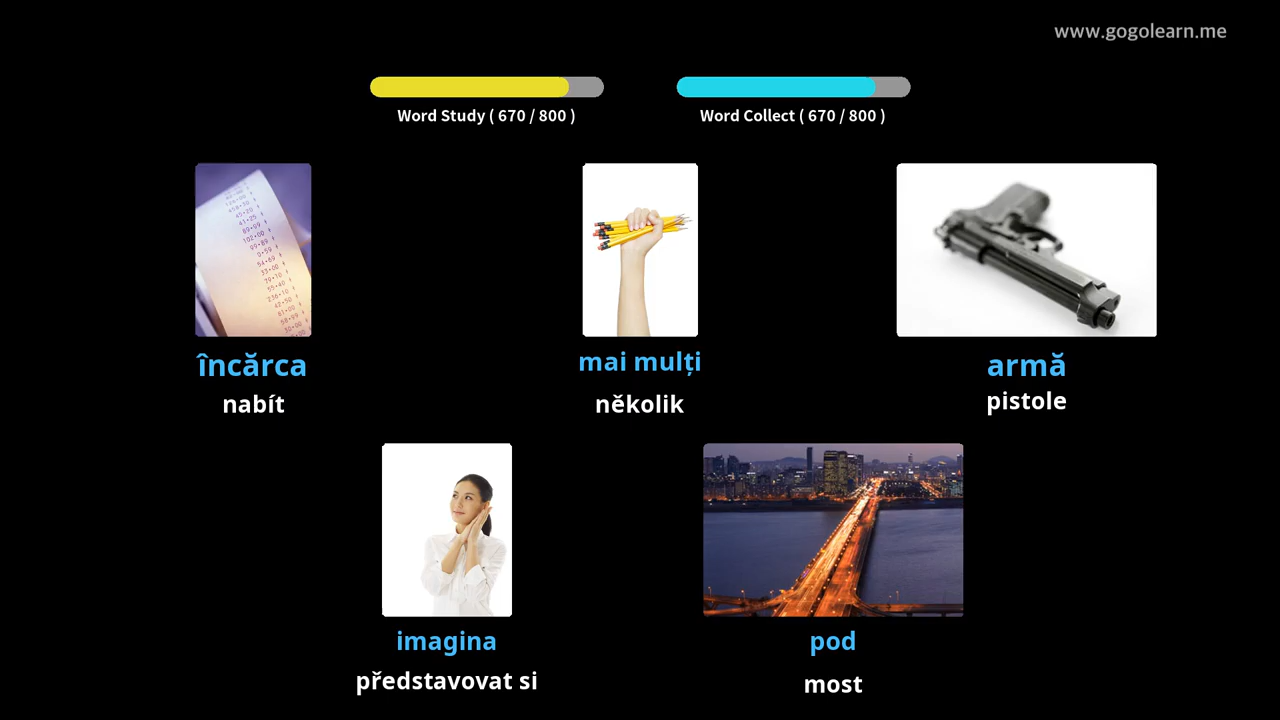 www.gogolearn.me
Word Study ( 670 / 800 )
Word Collect ( 670 / 800 )
încărca
mai mulți
armă
nabít
několik
pistole
imagina
pod
představovat si
most